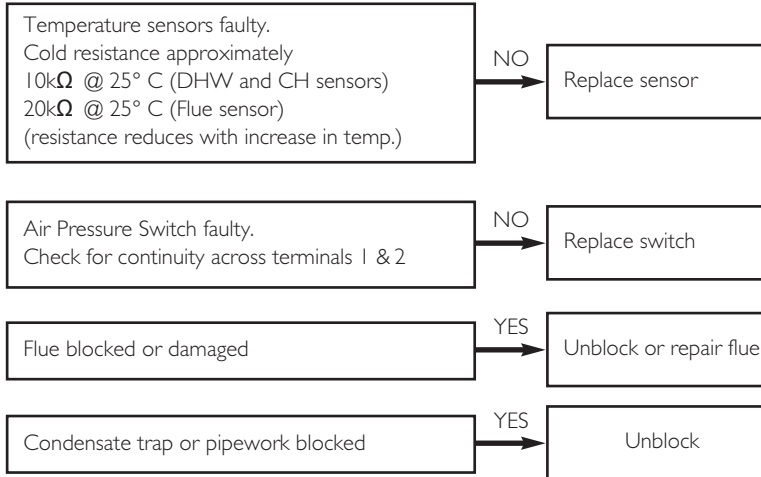 Temperature sensors faulty.
Cold resistance approximately
10kΩ @ 25° C (DHW and CH sensors)
20kΩ @ 25° C (Flue sensor)
(resistance reduces with increase in temp.)
NO
Replace sensor
Air Pressure Switch faulty.
Check for continuity across terminals 1 & 2
NO
Replace switch
Flue blocked or damaged
YES
Unblock or repair flue
Condensate trap or pipework blocked
YES
Unblock